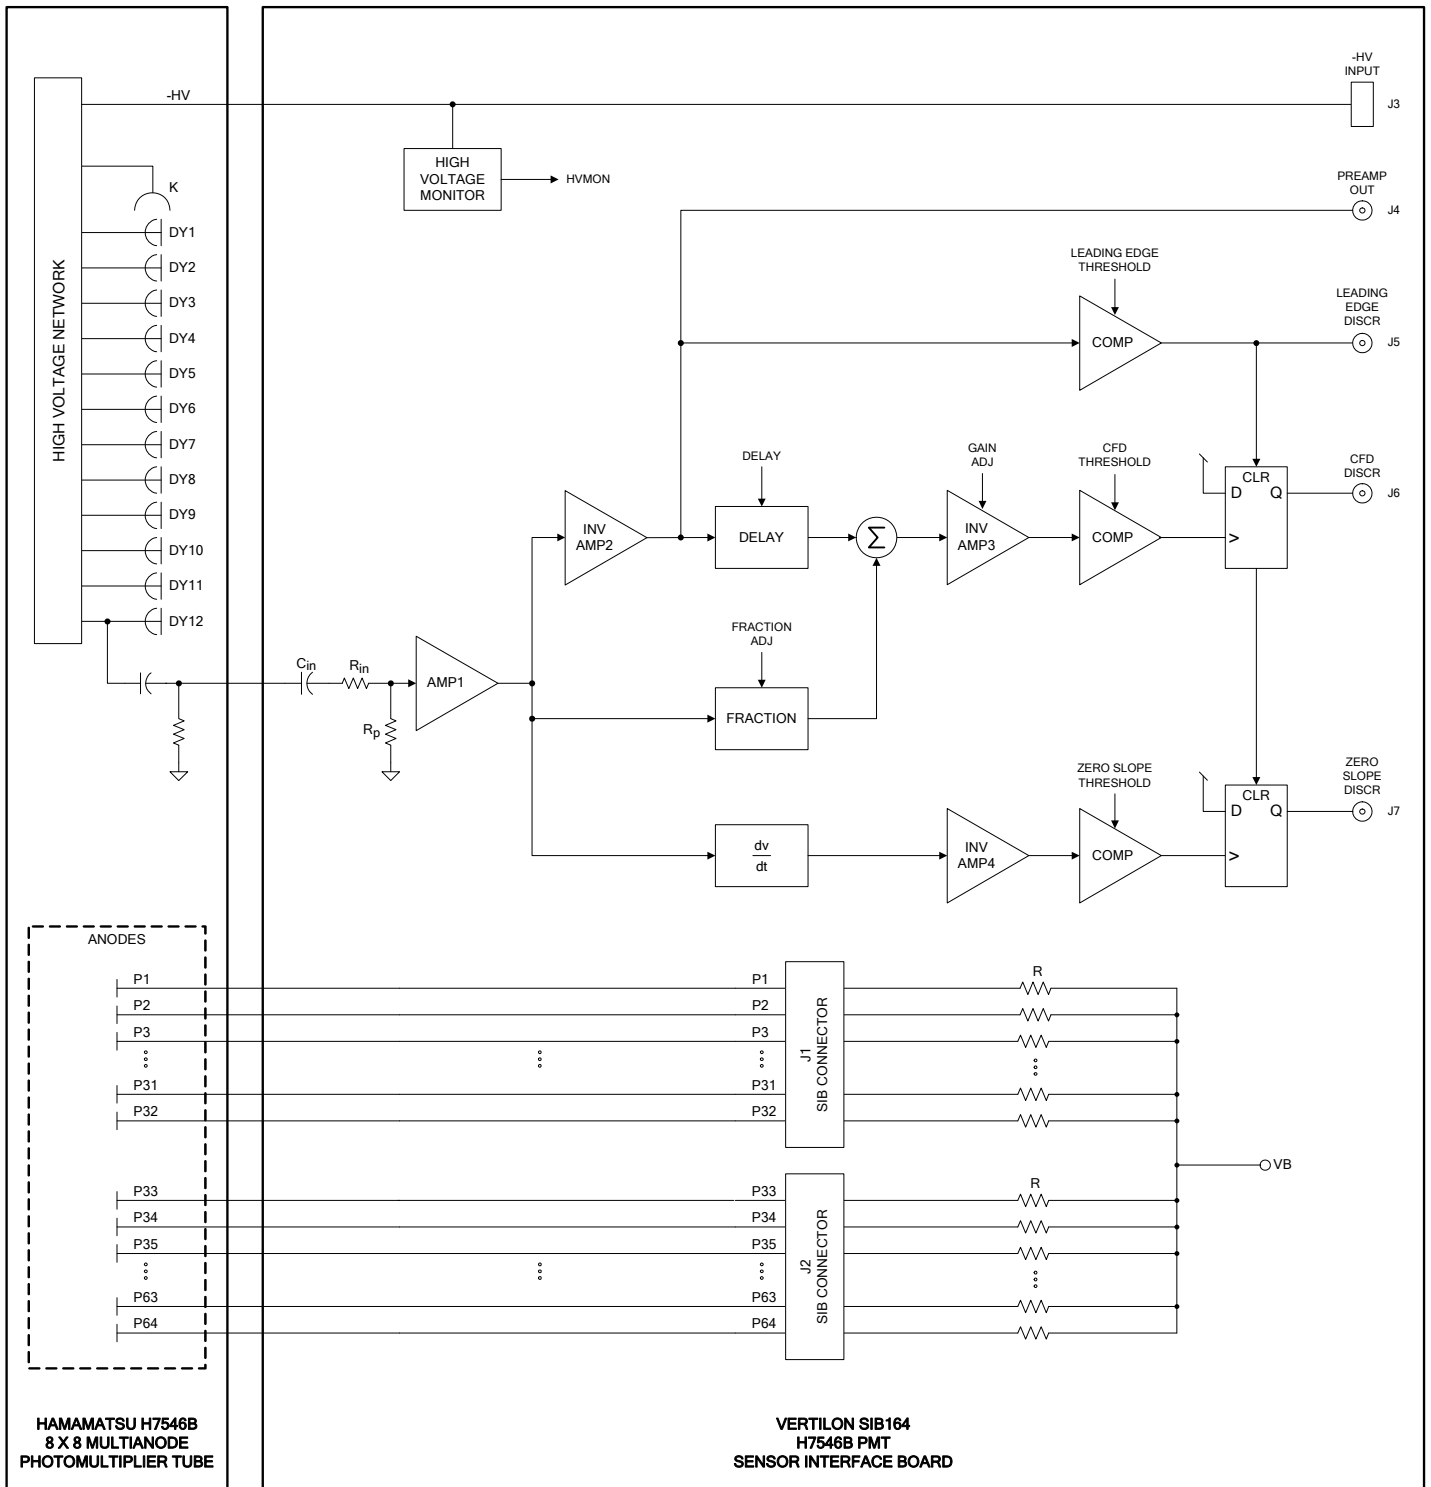 -HV
INPUT
J3
-HV
HIGH
VOLTAGE
MONITOR
HVMON
K
PREAMP
OUT
J4
HIGH VOLTAGE NETWORK
DY1
DY2
DY3
DY4
DY5
DY6
DY7
DY8
DY9
DY10
DY11
DY12
LEADING EDGE
THRESHOLD
COMP
LEADING
EDGE
DISCR
J5
INV
AMP2
DELAY
DELAY
Σ
GAIN
ADJ
INV
AMP3
CFD
THRESHOLD
COMP
CLR
D Q
>
CFD
DISCR
J6
Cin
Rin
Rp
AMP1
FRACTION
ADJ
FRACTION
dv
dt
INV
AMP4
ZERO SLOPE
THRESHOLD
COMP
CLR
D Q
>
ZERO
SLOPE
DISCR
J7
ANODES
P1
P2
P3
P31
P32
P33
P34
P35
P63
P64
P1
P2
P3
P31
P32
J1
SIB CONNECTOR
R
P33
P34
P35
P63
P64
J2
SIB CONNECTOR
R
VB
HAMAMATSU H7546B
8 X 8 MULTIANODE
PHOTOMULTIPLIER TUBE
VERTILON SIB164
H7546B PMT
SENSOR INTERFACE BOARD